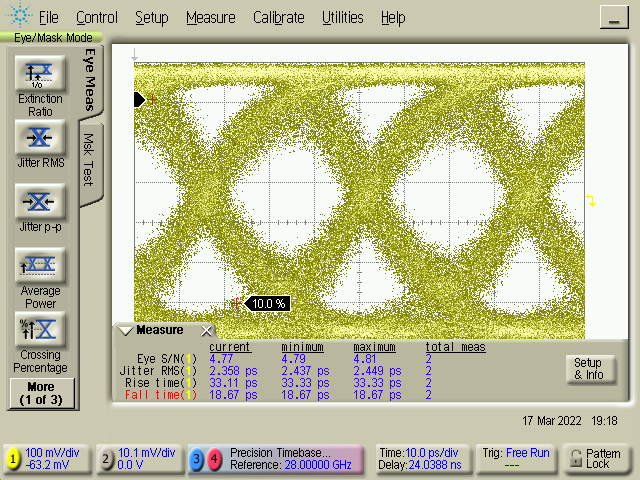 File Control Setup Measure Calibrate Utilities Help
Eye/Mask Mode
Eye Meas
Msk Test
1/0
Extinction
Ratio
Jitter RMS
Jitter p-p
Average
Power
%
Crossing
Percentage
More
(1 of 3)
10.0 %
Measure
current minimum maximum total meas
Eye S/N(1) 4.77 4.79 4.81 2
Jitter RMS(1) 2.358 ps 2.437 ps 2.449 ps 2
Rise time(1) 33.11 ps 33.33 ps 33.33 ps 2
Fall time(1) 18.67 ps 18.67 ps 18.67 ps 2
Setup
& Info
17 Mar 2022 19:18
1 100 mV/div
-63.2 mV
2 10.1 mV/div
0.0 V
3 4 Precision Timebase...
Reference: 28.00000 GHz
Time:10.0 ps/div
Delay:24.0388 ns
Trig: Free Run
---
Pattern
Lock